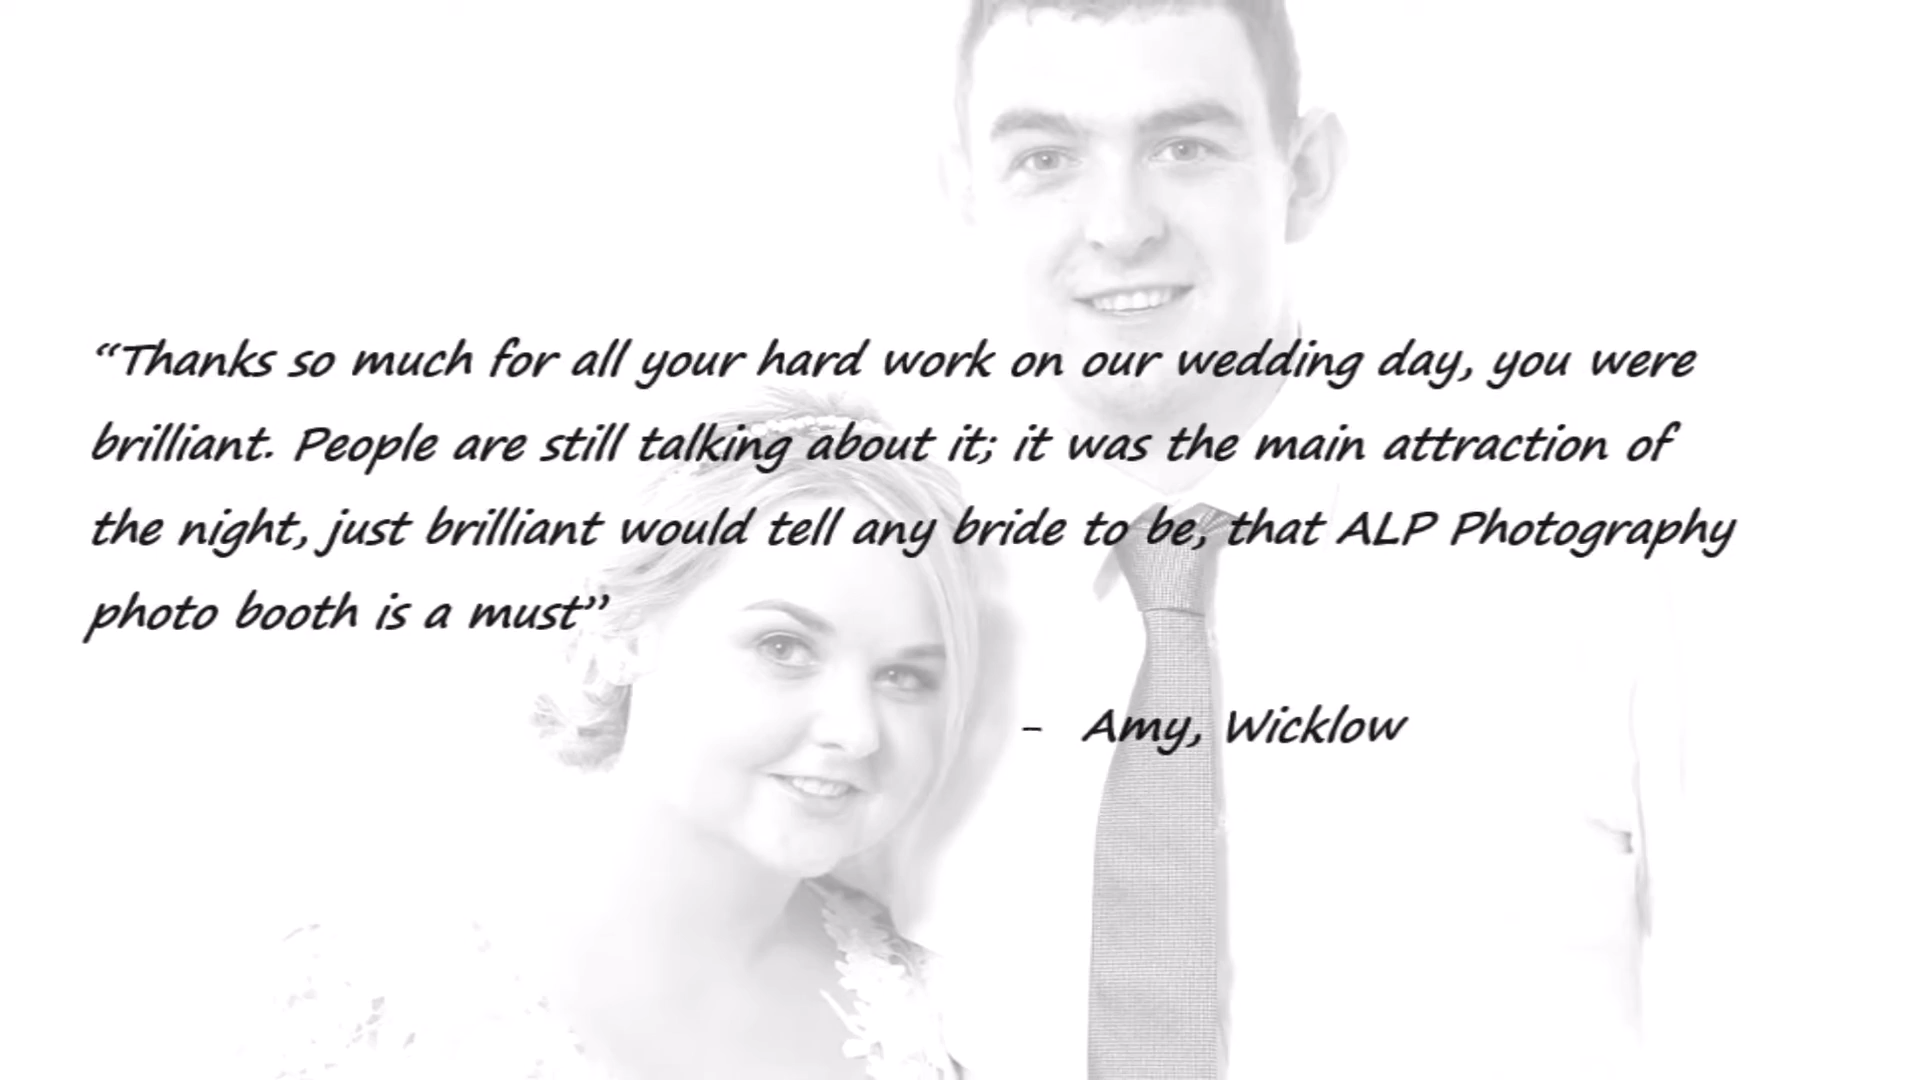 “Thanks so much for all your hard work on our wedding day, you were
brilliant. People are still talking about it; it was the main attraction of
the night, just brilliant would tell any bride to be, that ALP Photography
photo booth is a must”
- Amy, Wicklow